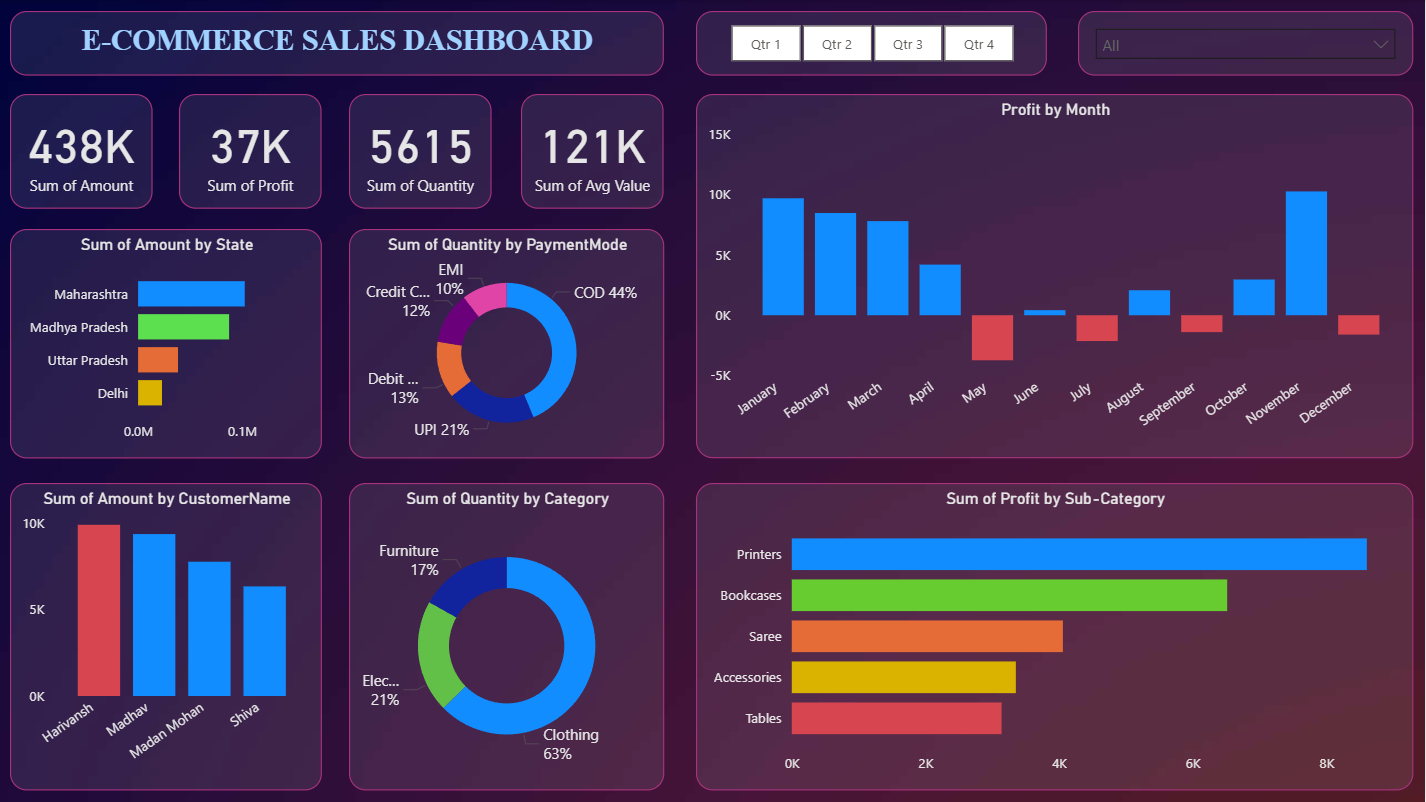 E-COMMERCE SALES DASHBOARD
Qtr 1
Qtr 2
Qtr 3
Qtr 4
All
438K
Sum of Amount
37K
Sum of Profit
5615
Sum of Quantity
121K
Sum of Avg Value
Profit by Month
15K
10K
5K
0K
-5K
January
February
March
April
May
June
July
August
September
October
November
December
Sum of Amount by State
Maharashtra
Madhya Pradesh
Uttar Pradesh
Delhi
0.0M
0.1M
Sum of Quantity by PaymentMode
EMI
10%
Credit C...
12%
COD 44%
Debit ...
13%
UPI 21%
Sum of Amount by CustomerName
10K
5K
0K
Harivansh
Madhav
Madan Mohan
Shiva
Sum of Quantity by Category
Furniture
17%
Elec...
21%
Clothing
63%
Sum of Profit by Sub-Category
Printers
Bookcases
Saree
Accessories
Tables
0K
2K
4K
6K
8K